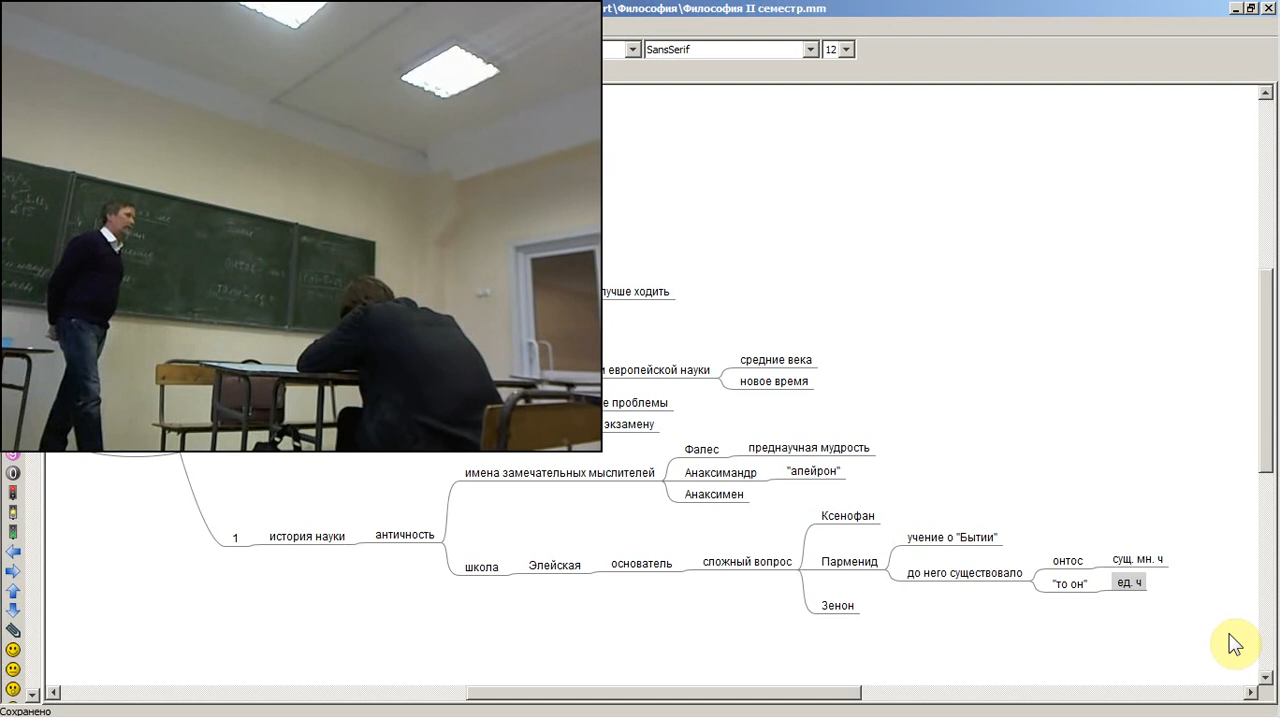 rt\Философия\Философия II семестр.mm
SansSerif
12
лучше ходить
и европейской науки
средние века
новое время
е проблемы
экзамену
Фалес
преднаучная мудрость
имена замечательных мыслителей
Анаксимандр
"апейрон"
Анаксимен
1
история науки
античность
школа
Элейская
основатель
сложный вопрос
Ксенофан
Парменид
учение о "Бытии"
до него существовало
онтос
сущ. мн. ч
"то он"
ед. ч
Зенон
Сохранено